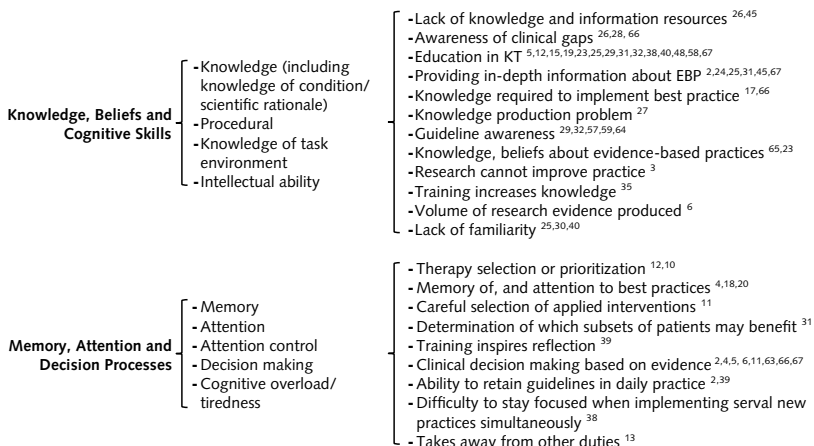 Knowledge, Beliefs and
Cognitive Skills
-Knowledge (including
knowledge of condition/
scientific rationale)
-Procedural
-Knowledge of task
environment
-Intellectual ability
-Lack of knowledge and information resources 26,45
-Awareness of clinical gaps 26,28, 66
-Education in KT 5,12,15,19,23,25,29,31,32,38,40,48,58,67
-Providing in-depth information about EBP 2,24,25,31,45,67
-Knowledge required to implement best practice 17,66
-Knowledge production problem 27
-Guideline awareness 29,32,57,59,64
-Knowledge, beliefs about evidence-based practices 65,23
-Research cannot improve practice 3
-Training increases knowledge 35
-Volume of research evidence produced 6
-Lack of familiarity 25,30,40
Memory, Attention and
Decision Processes
- Memory
- Attention
- Attention control
- Decision making
- Cognitive overload/
tiredness
- Therapy selection or prioritization 12,10
- Memory of, and attention to best practices 4,18,20
- Careful selection of applied interventions 11
- Determination of which subsets of patients may benefit 31
- Training inspires reflection 39
- Clinical decision making based on evidence 2,4,5, 6,11,63,66,67
- Ability to retain guidelines in daily practice 2,39
- Difficulty to stay focused when implementing serval new
practices simultaneously 38
- Takes away from other duties 13